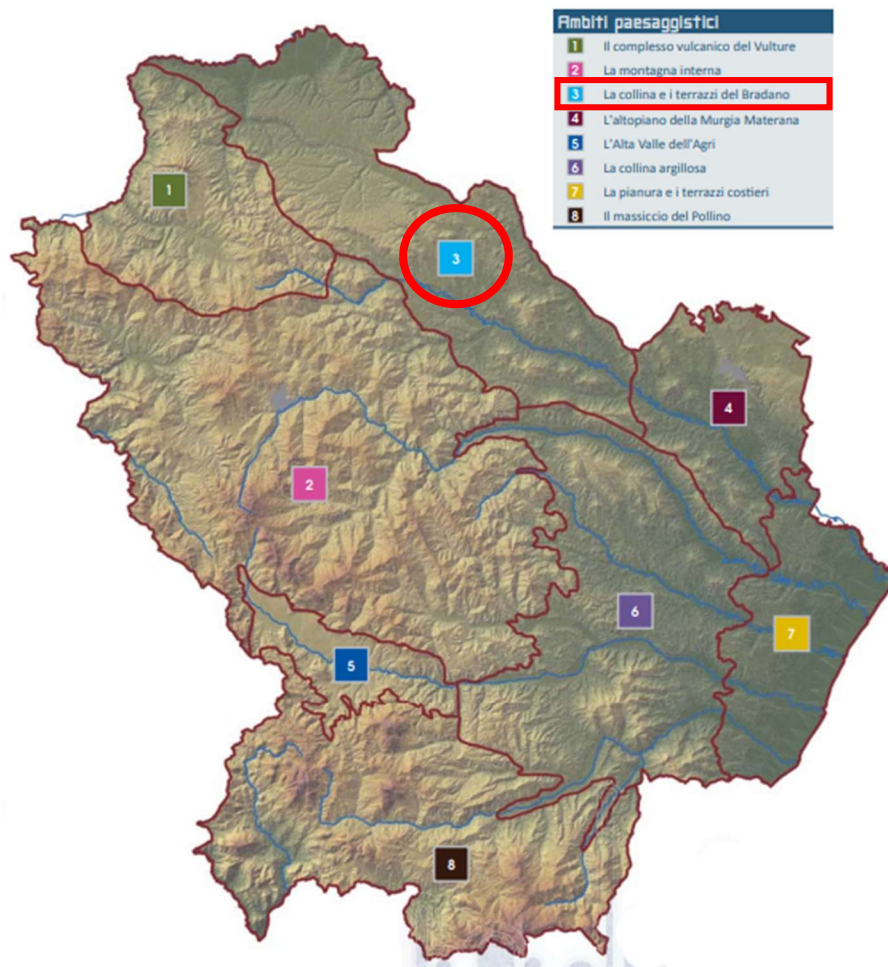 Ambiti paesaggistici
1 Il complesso vulcanico del Vulture
2 La montagna interna
3 La collina e i terrazzi del Bradano
4 L'altopiano della Murgia Materana
5 L'Alta Valle dell'Agri
6 La collina argillosa
7 La pianura e i terrazzi costieri
8 Il massiccio del Pollino
1
3
4
2
6
7
5
8